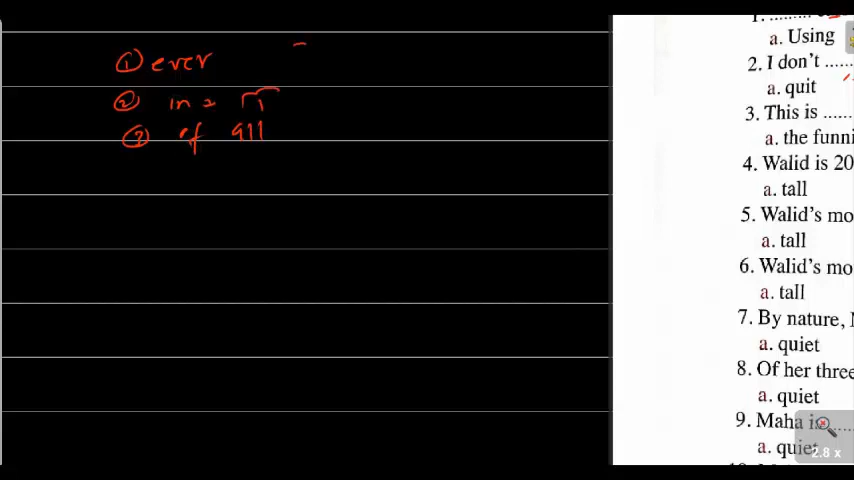 ① ever
② in =
③ of all
1. ........
a. Using
2. I don't ......
a. quit
3. This is ......
a. the funni
4. Walid is 20
a. tall
5. Walid's mo
a. tall
6. Walid's mo
a. tall
7. By nature,
a. quiet
8. Of her three
a. quiet
9. Maha is .....
a. quiet
2.8 x